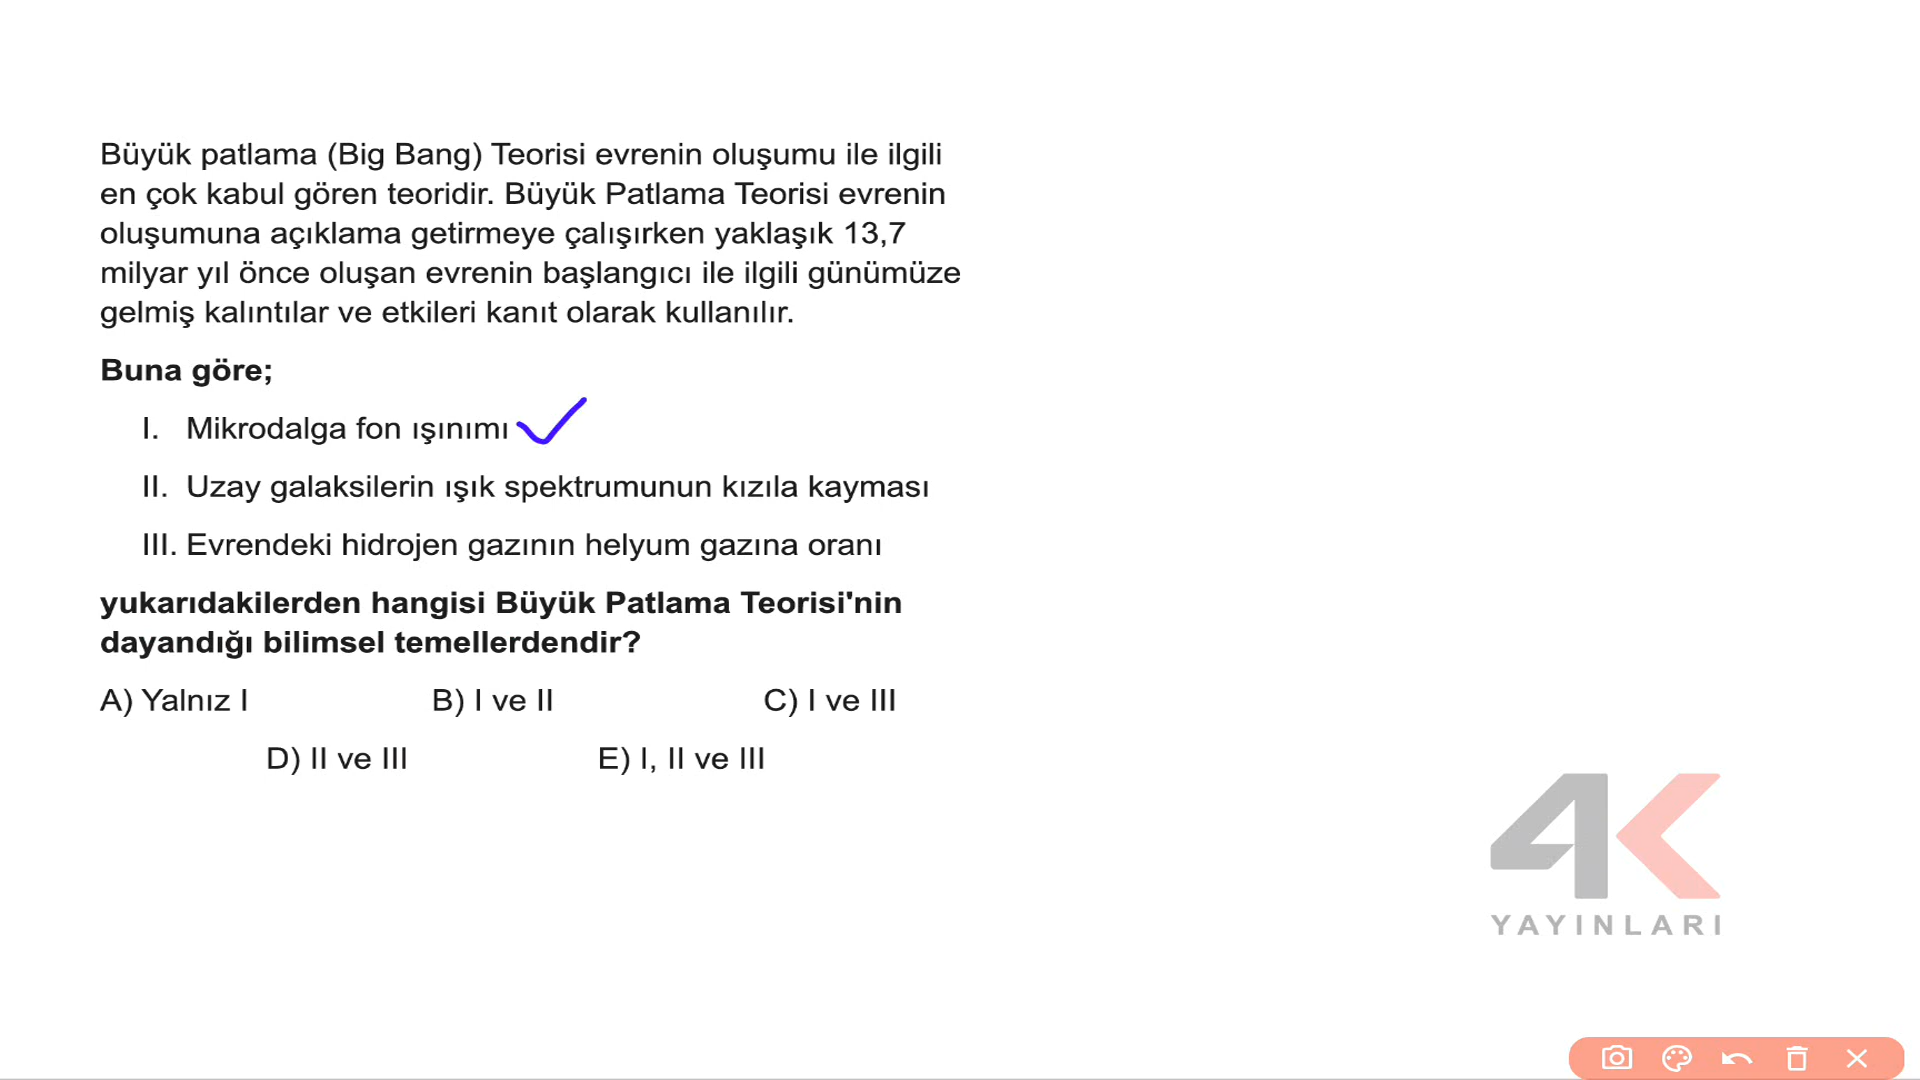 Büyük patlama (Big Bang) Teorisi evrenin oluşumu ile ilgili
en çok kabul gören teoridir. Büyük Patlama Teorisi evrenin
oluşumuna açıklama getirmeye çalışırken yaklaşık 13,7
milyar yıl önce oluşan evrenin başlangıcı ile ilgili günümüze
gelmiş kalıntılar ve etkileri kanıt olarak kullanılır.
Buna göre;
I. Mikrodalga fon ışınımı
II. Uzay galaksilerin ışık spektrumunun kızıla kayması
III. Evrendeki hidrojen gazının helyum gazına oranı
yukarıdakilerden hangisi Büyük Patlama Teorisi'nin
dayandığı bilimsel temellerdendir?
A) Yalnız I B) I ve II C) I ve III
D) II ve III E) I, II ve III
4K
YAYINLARI